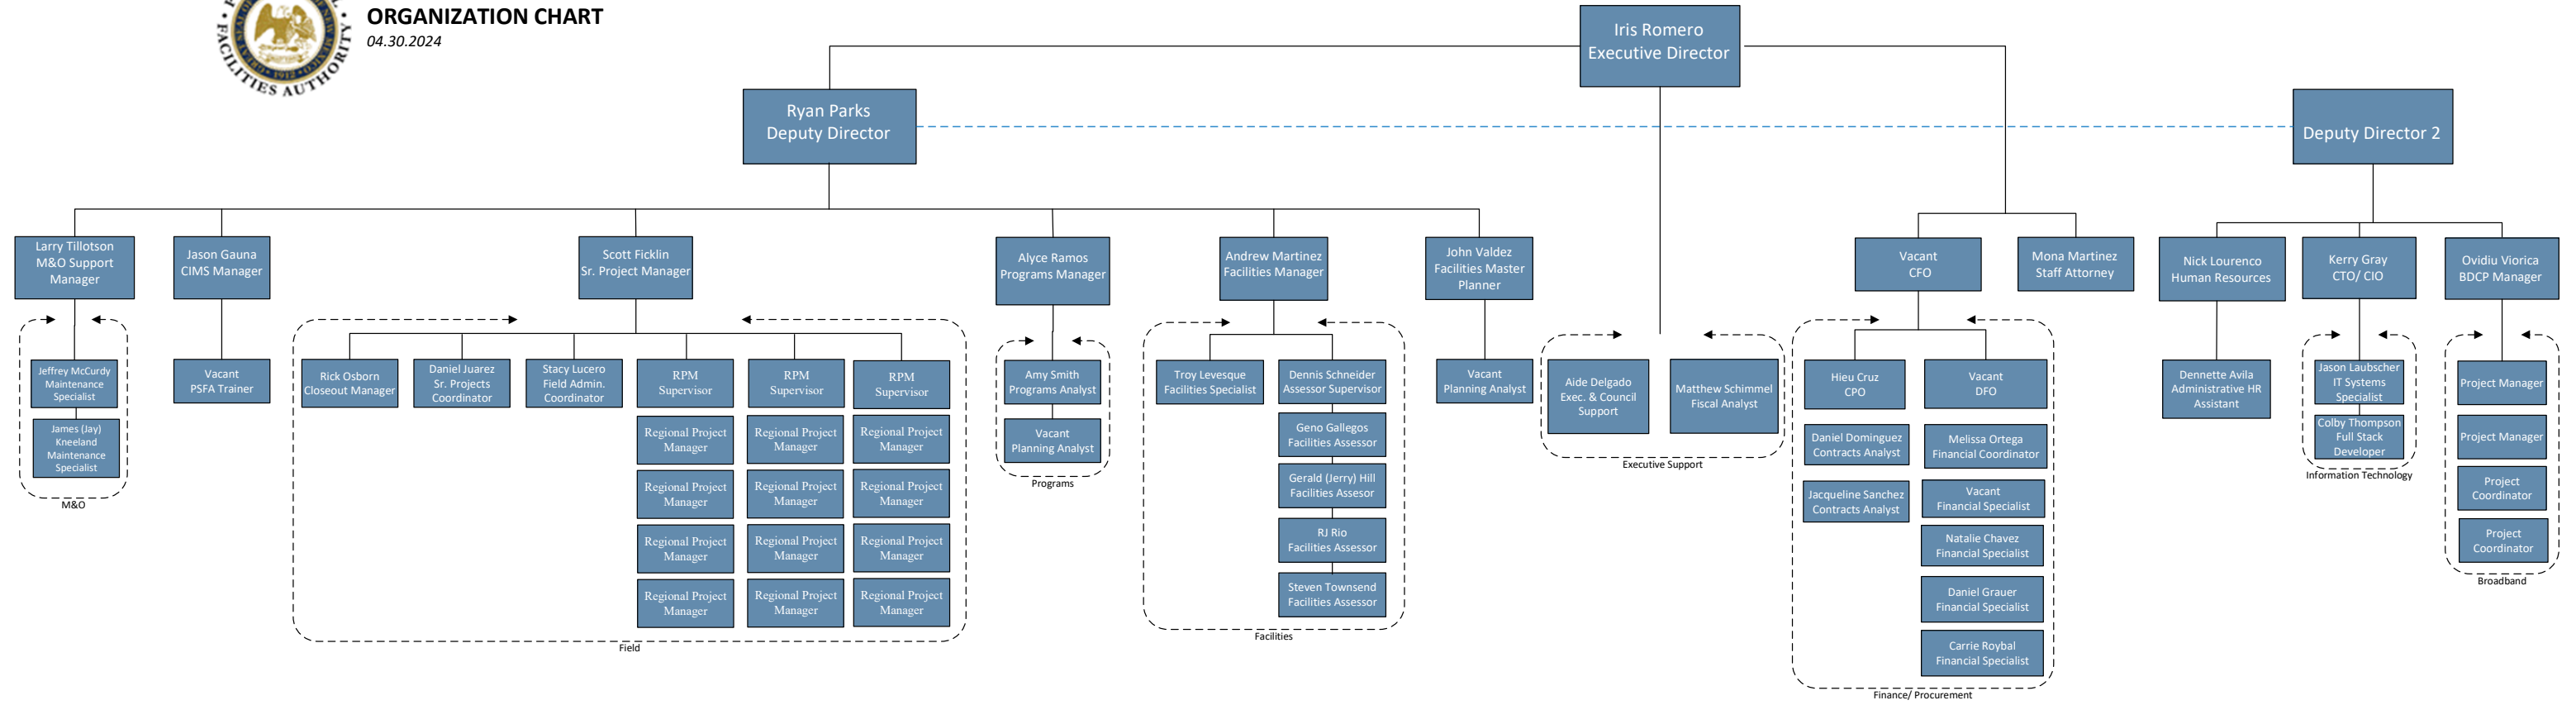 ORGANIZATION CHART
04.30.2024
FACILITIES AUTHORITY
1912
Iris Romero
Executive Director
Ryan Parks
Deputy Director
Deputy Director 2
Larry Tillotson
M&O Support
Manager
Jason Gauna
CIMS Manager
Scott Ficklin
Sr. Project Manager
Alyce Ramos
Programs Manager
Andrew Martinez
Facilities Manager
John Valdez
Facilities Master
Planner
Vacant
CFO
Mona Martinez
Staff Attorney
Nick Lourenco
Human Resources
Kerry Gray
CTO/ CIO
Ovidiu Viorica
BDCP Manager
Jeffrey McCurdy
Maintenance
Specialist
James (Jay)
Kneeland
Maintenance
Specialist
M&O
Vacant
PSFA Trainer
Rick Osborn
Closeout Manager
Daniel Juarez
Sr. Projects
Coordinator
Stacy Lucero
Field Admin.
Coordinator
RPM
Supervisor
Regional Project
Manager
Regional Project
Manager
Regional Project
Manager
Regional Project
Manager
RPM
Supervisor
Regional Project
Manager
Regional Project
Manager
Regional Project
Manager
Regional Project
Manager
RPM
Supervisor
Regional Project
Manager
Regional Project
Manager
Regional Project
Manager
Regional Project
Manager
Field
Amy Smith
Programs Analyst
Vacant
Planning Analyst
Programs
Troy Levesque
Facilities Specialist
Dennis Schneider
Assessor Supervisor
Geno Gallegos
Facilities Assessor
Gerald (Jerry) Hill
Facilities Assesor
RJ Rio
Facilities Assessor
Steven Townsend
Facilities Assessor
Facilities
Vacant
Planning Analyst
Aide Delgado
Exec. & Council
Support
Matthew Schimmel
Fiscal Analyst
Executive Support
Hieu Cruz
CPO
Daniel Dominguez
Contracts Analyst
Jacqueline Sanchez
Contracts Analyst
Vacant
DFO
Melissa Ortega
Financial Coordinator
Vacant
Financial Specialist
Natalie Chavez
Financial Specialist
Daniel Grauer
Financial Specialist
Carrie Roybal
Financial Specialist
Finance/ Procurement
Dennette Avila
Administrative HR
Assistant
Jason Laubscher
IT Systems
Specialist
Colby Thompson
Full Stack
Developer
Information Technology
Project Manager
Project Manager
Project
Coordinator
Project
Coordinator
Broadband